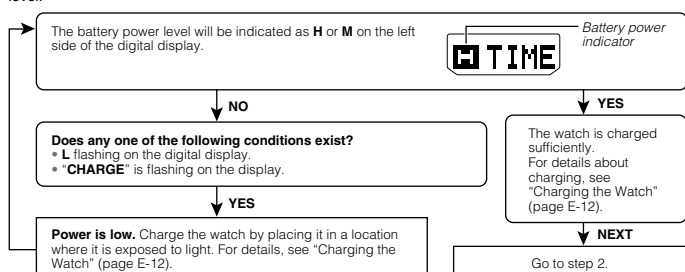 The battery power level will be indicated as H or M on the left
side of the digital display.
H TIME
Battery power
indicator
NO
YES
Does any one of the following conditions exist?
• L flashing on the digital display.
• “CHARGE” is flashing on the display.
The watch is charged
sufficiently.
For details about
charging, see
“Charging the Watch”
(page E-12).
YES
NEXT
Power is low. Charge the watch by placing it in a location
where it is exposed to light. For details, see “Charging the
Watch” (page E-12).
Go to step 2.